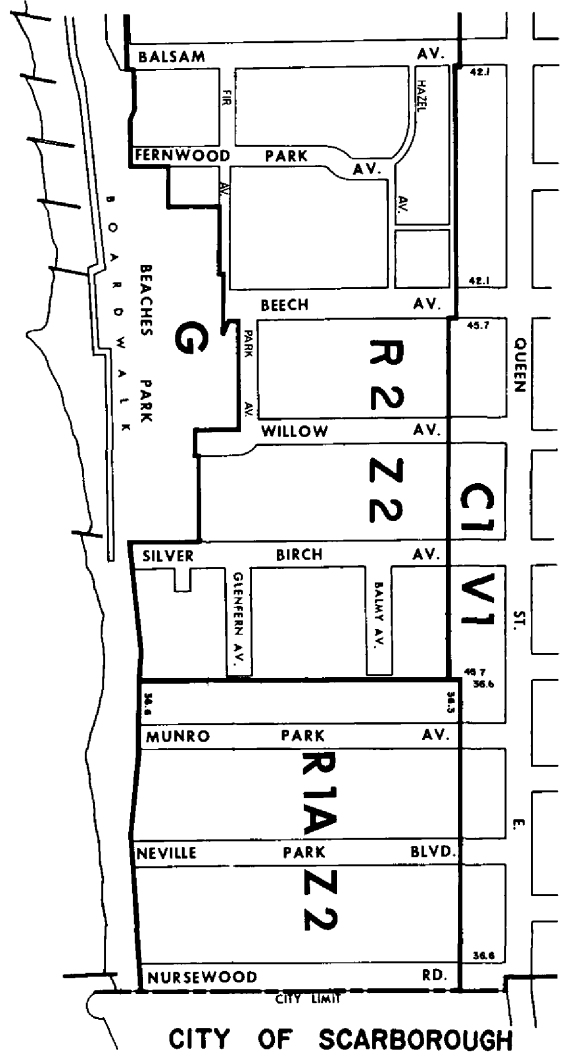 BALSAM AV.
42.1
FIR AV.
HAZEL AV.
FERNWOOD PARK AV.
BOARDWALK
BEACHES PARK
G
42.1
BEECH AV.
45.7
PARK AV.
R2 Z2
QUEEN ST. E.
WILLOW AV.
C1 V1
SILVER BIRCH AV.
GLENFERN AV.
BALMY AV.
45.7
36.6
36.6
36.5
MUNRO PARK AV.
R1A Z2
NEVILLE PARK BLVD.
36.6
NURSEWOOD RD.
CITY LIMIT
CITY OF SCARBOROUGH